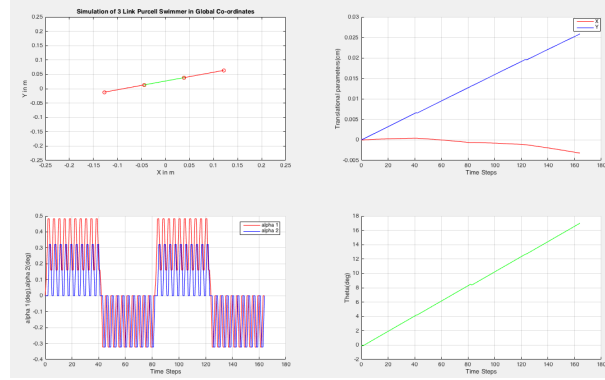 Simulation of 3 Link Purcell Swimmer in Global Co-ordinates
0.25
0.2
0.15
0.1
0.05
0
-0.05
-0.1
-0.15
-0.2
-0.25
Y in m
-0.25 -0.2 -0.15 -0.1 -0.05 0 0.05 0.1 0.15 0.2 0.25
X in m
0.03
0.025
0.02
0.015
0.01
0.005
0
-0.005
Translational parameters(cm)
X
Y
0 20 40 60 80 100 120 140 160 180
Time Steps
0.5
0.4
0.3
0.2
0.1
0
-0.1
-0.2
-0.3
-0.4
alpha 1(deg),alpha 2(deg)
alpha 1
alpha 2
0 20 40 60 80 100 120 140 160 180
Time Steps
18
16
14
12
10
8
6
4
2
0
-2
Theta(deg)
0 20 40 60 80 100 120 140 160 180
Time Steps